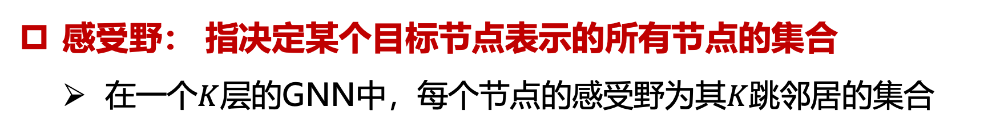 感受野： 指决定某个目标节点表示的所有节点的集合
在一个K层的GNN中，每个节点的感受野为其K跳邻居的集合